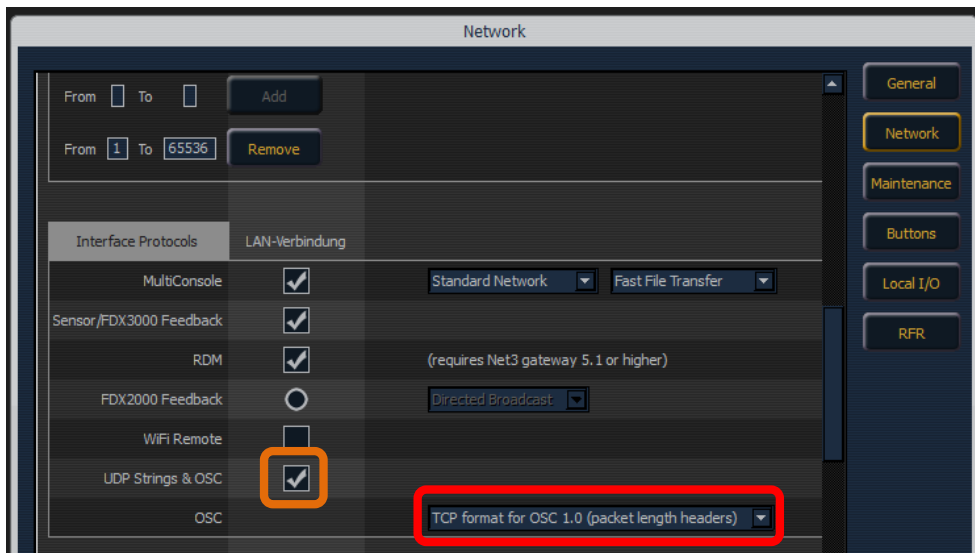 Network
From To Add
From 1 To 65536 Remove
Interface Protocols LAN-Verbindung
MultiConsole Standard Network Fast File Transfer
Sensor/FDX3000 Feedback
RDM (requires Net3 gateway 5.1 or higher)
FDX2000 Feedback Directed Broadcast
WiFi Remote
UDP Strings & OSC
OSC TCP format for OSC 1.0 (packet length headers)
General
Network
Maintenance
Buttons
Local I/O
RFR